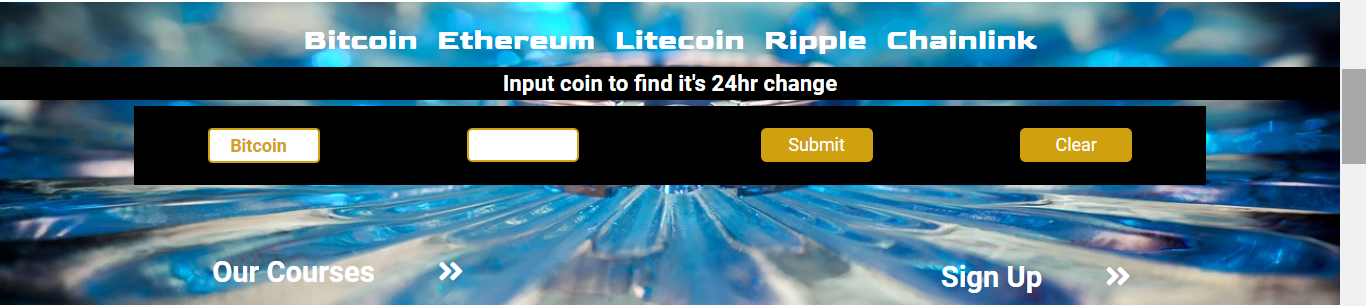 Bitcoin Ethereum Litecoin Ripple Chainlink
Input coin to find it's 24hr change
Bitcoin Submit Clear
Our Courses »
Sign Up »